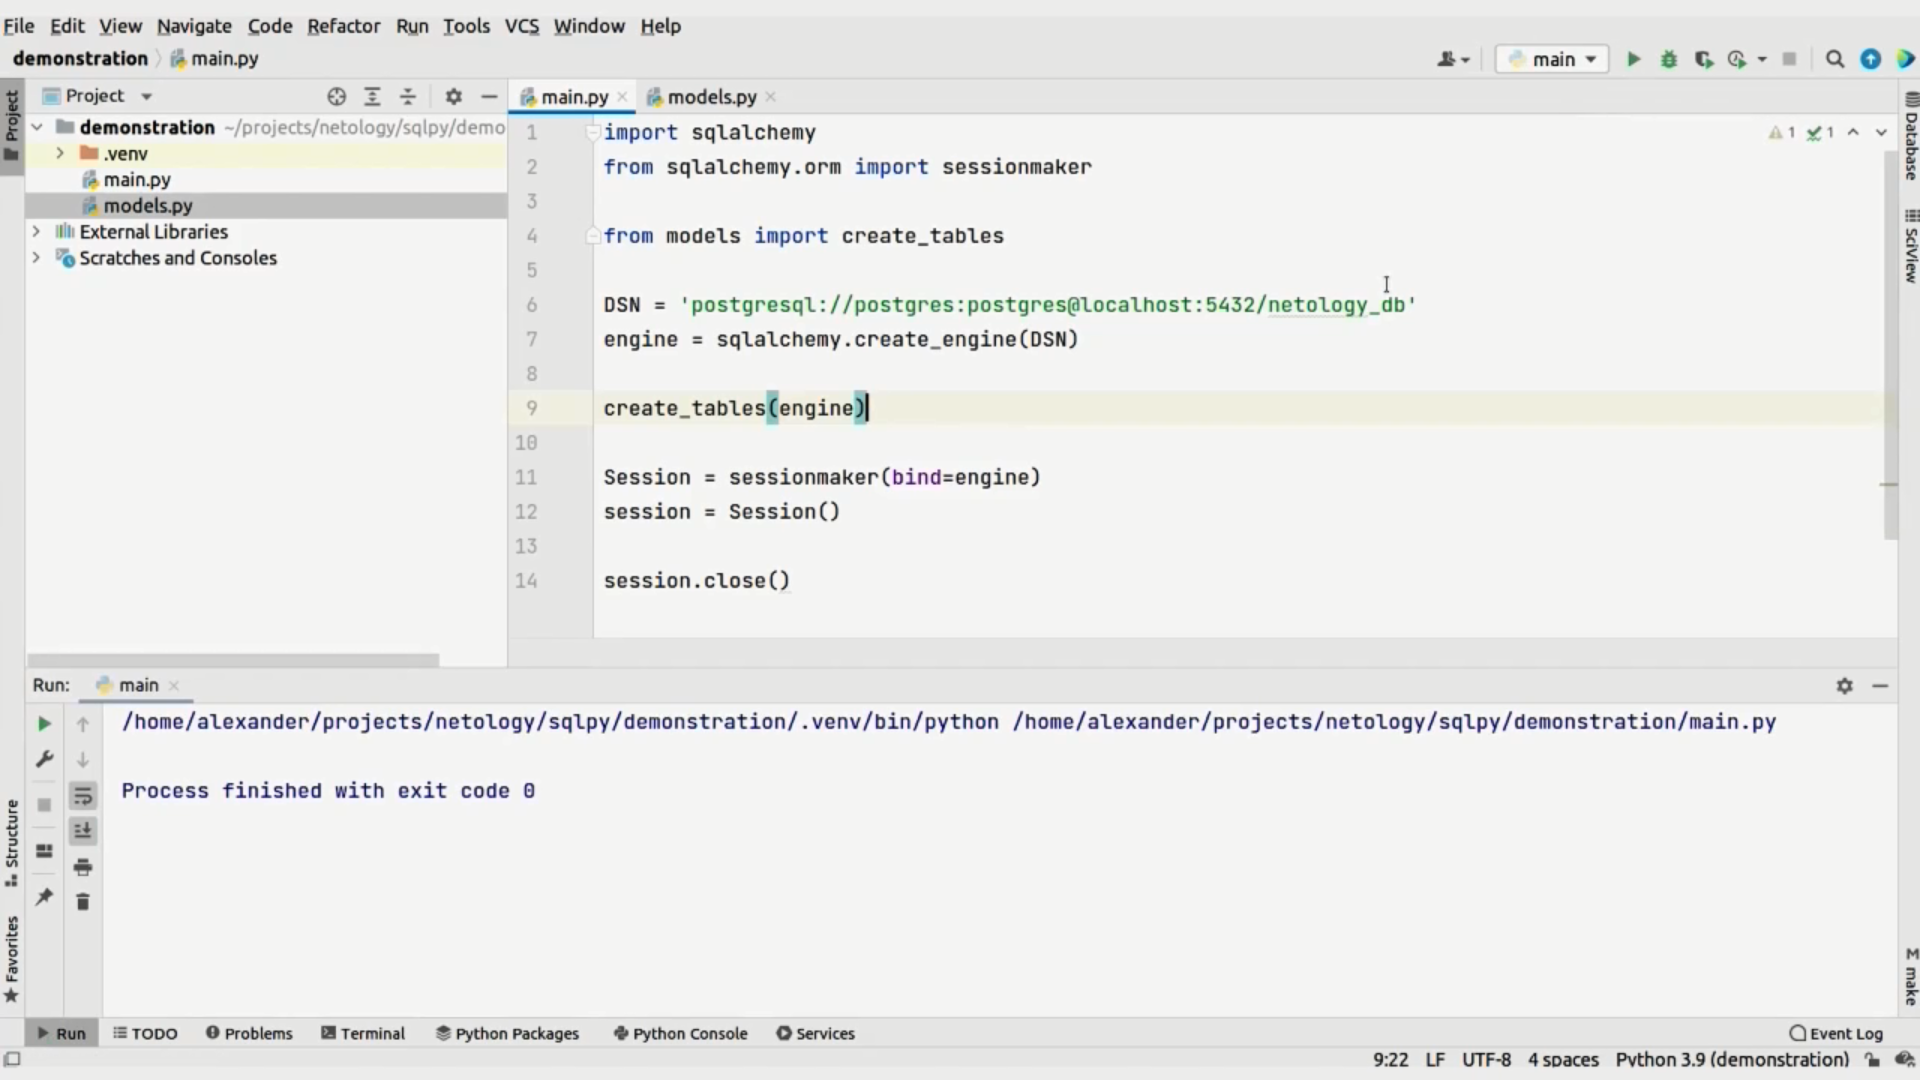 File Edit View Navigate Code Refactor Run Tools VCS Window Help
demonstration main.py
main
Project
Project
main.py
models.py
demonstration ~/projects/netology/sqlpy/demo
.venv
main.py
models.py
External Libraries
Scratches and Consoles
1 import sqlalchemy
2 from sqlalchemy.orm import sessionmaker
3
4 from models import create_tables
5
6 DSN = 'postgresql://postgres:postgres@localhost:5432/netology_db'
7 engine = sqlalchemy.create_engine(DSN)
8
9 create_tables(engine)
10
11 Session = sessionmaker(bind=engine)
12 session = Session()
13
14 session.close()
1 1
Database
SciView
Run: main
/home/alexander/projects/netology/sqlpy/demonstration/.venv/bin/python /home/alexander/projects/netology/sqlpy/demonstration/main.py
Process finished with exit code 0
Structure
Favorites
M make
Run TODO Problems Terminal Python Packages Python Console Services Event Log
9:22 LF UTF-8 4 spaces Python 3.9 (demonstration)